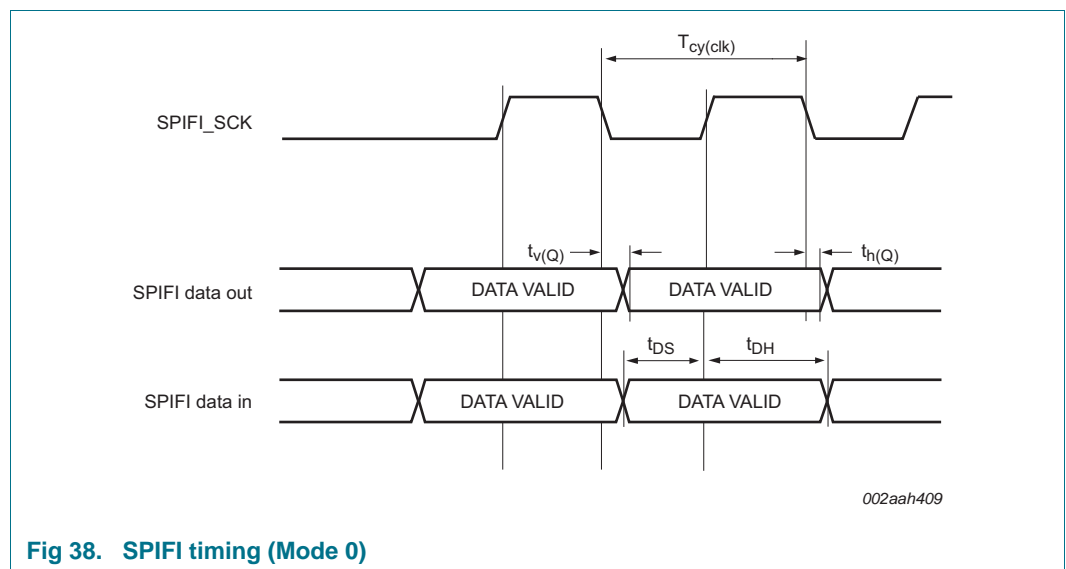 Tcy(clk)
SPIFI_SCK
tv(Q)
th(Q)
SPIFI data out
DATA VALID
DATA VALID
tDS
tDH
SPIFI data in
DATA VALID
DATA VALID
002aah409
Fig 38. SPIFI timing (Mode 0)